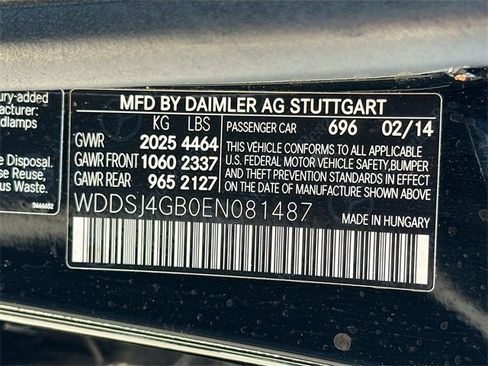 ury-added
facturer:
dlamps
e Disposal.
e Reuse,
us Waste.
5666652
MFD BY DAIMLER AG STUTTGART
KG LBS
GVWR 2025 4464
GAWR FRONT 1060 2337
GAWR REAR 965 2127
PASSENGER CAR 696 02/14
THIS VEHICLE CONFORMS TO ALL APPLICABLE
U.S. FEDERAL MOTOR VEHICLE SAFETY, BUMPER
AND THEFT PREVENTION STANDARDS IN EFFECT
ON THE DATE OF MANUFACTURE SHOWN ABOVE.
WDDSJ4GB0EN081487
MADE IN HUNGARY